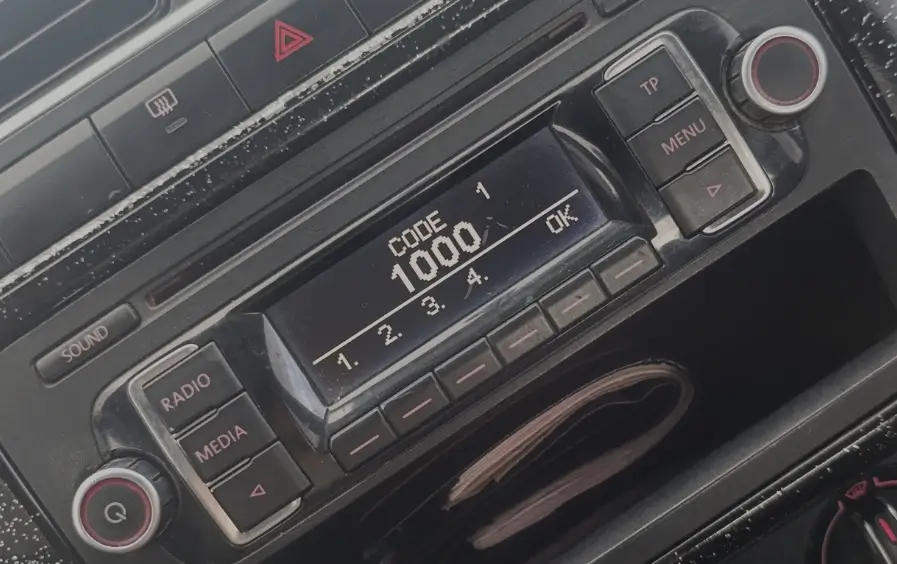 TP
MENU
CODE 1
1000
OK
1. 2. 3. 4.
SOUND
RADIO
MEDIA